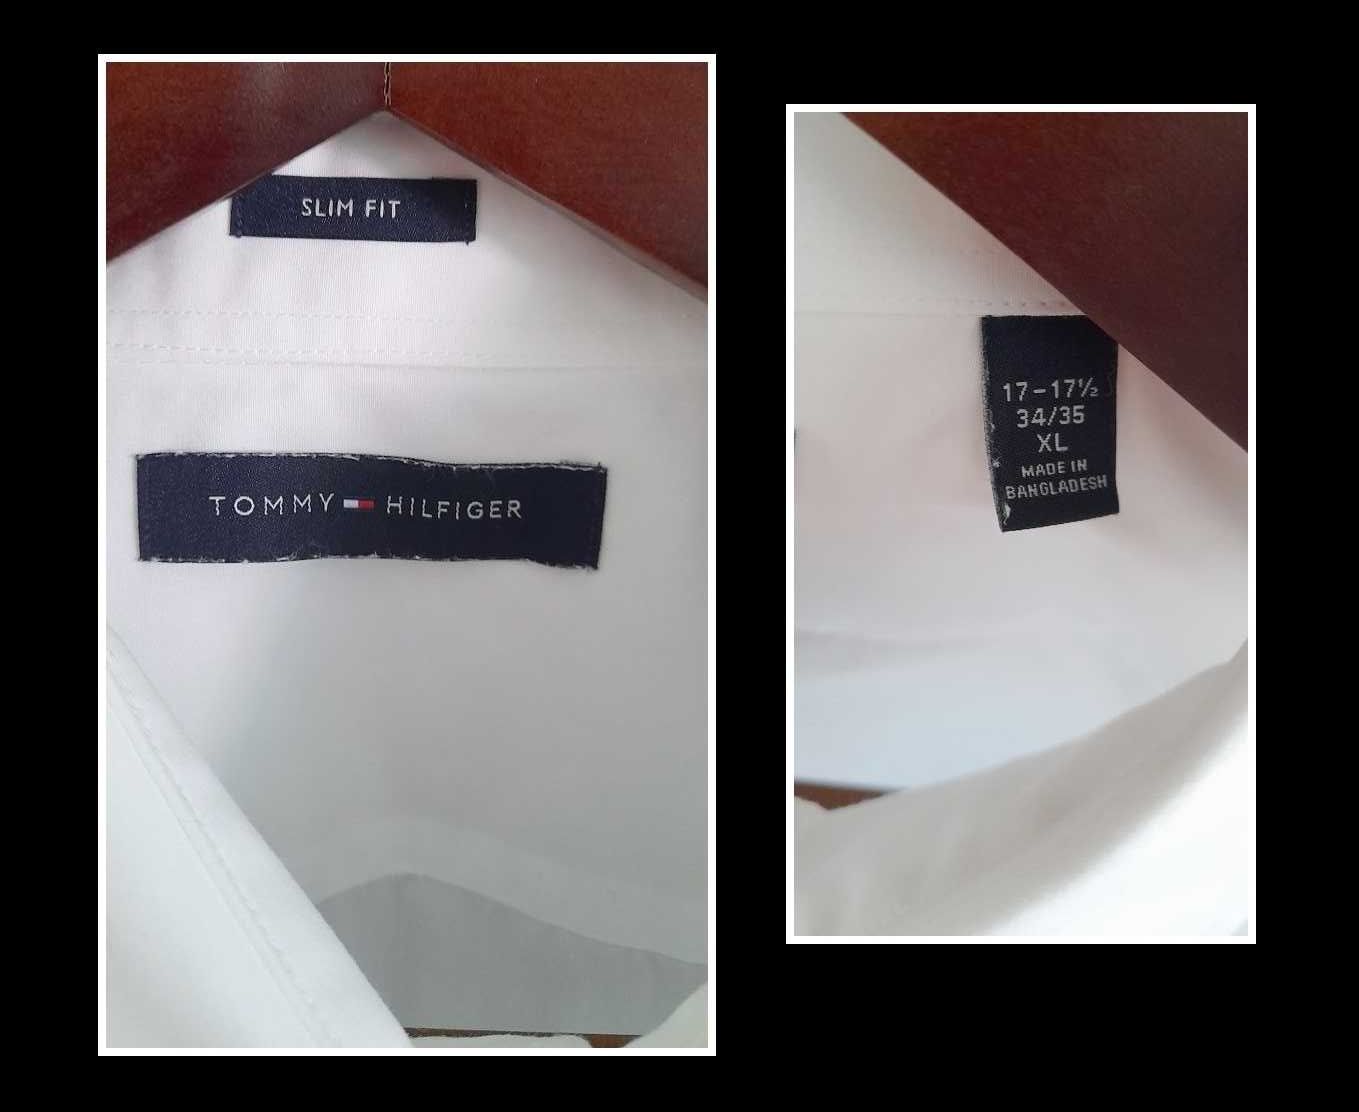 SLIM FIT
TOMMY HILFIGER
17-17½
34/35
XL
MADE IN
BANGLADESH